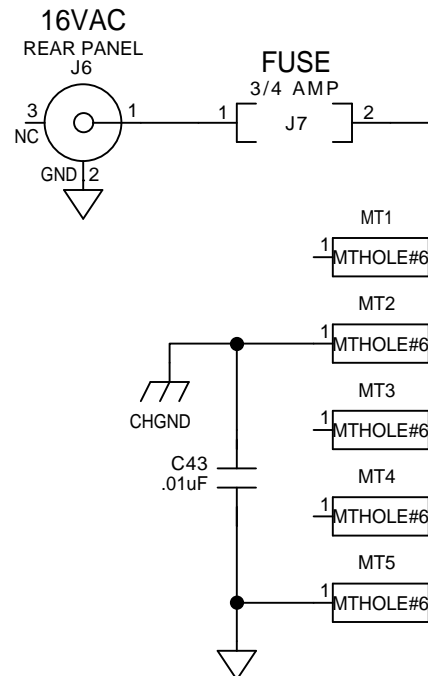 16VAC
REAR PANEL
J6
3
1
NC
GND
2
FUSE
3/4 AMP
1
J7
2
MT1
1
MTHOLE#6
MT2
1
MTHOLE#6
CHGND
MT3
1
MTHOLE#6
C43
.01uF
MT4
1
MTHOLE#6
MT5
1
MTHOLE#6